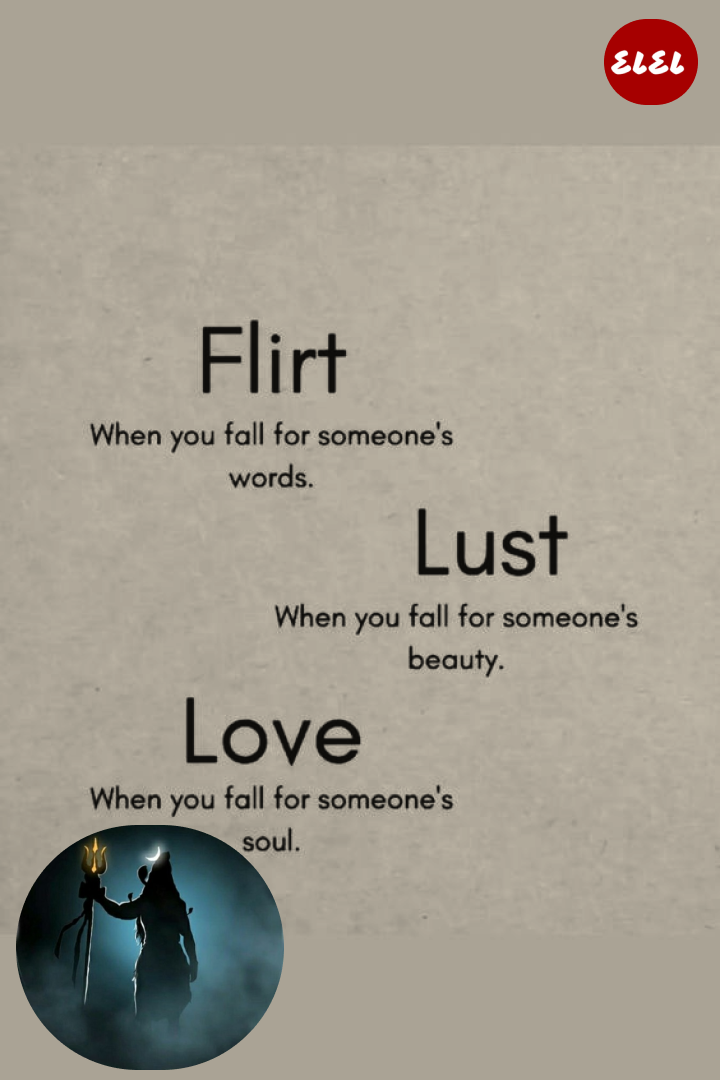 ELEL
Flirt
When you fall for someone's
words.
Lust
When you fall for someone's
beauty.
Love
When you fall for someone's
soul.